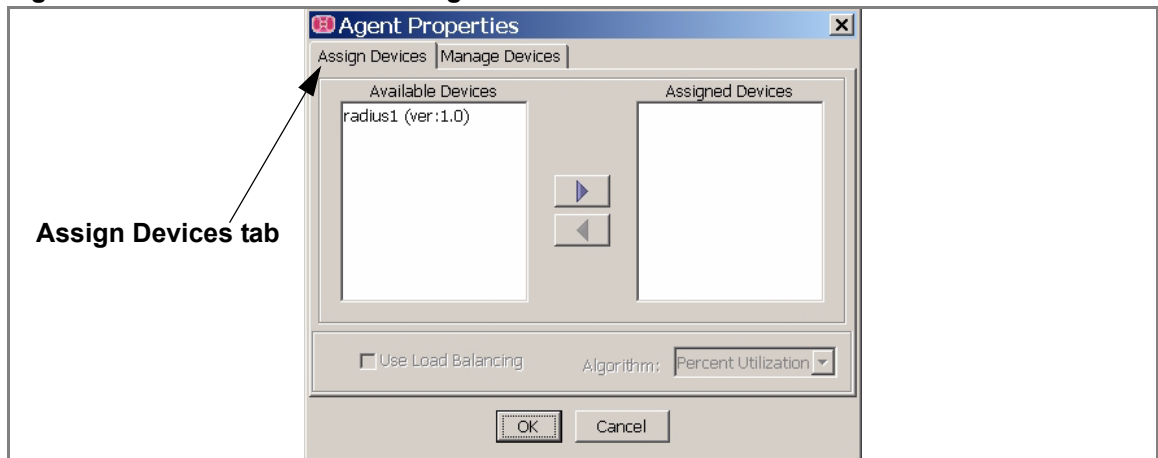 Agent Properties
Assign Devices Manage Devices
Available Devices Assigned Devices
radius1 (ver:1.0)
Assign Devices tab
Use Load Balancing Algorithm: Percent Utilization
OK Cancel